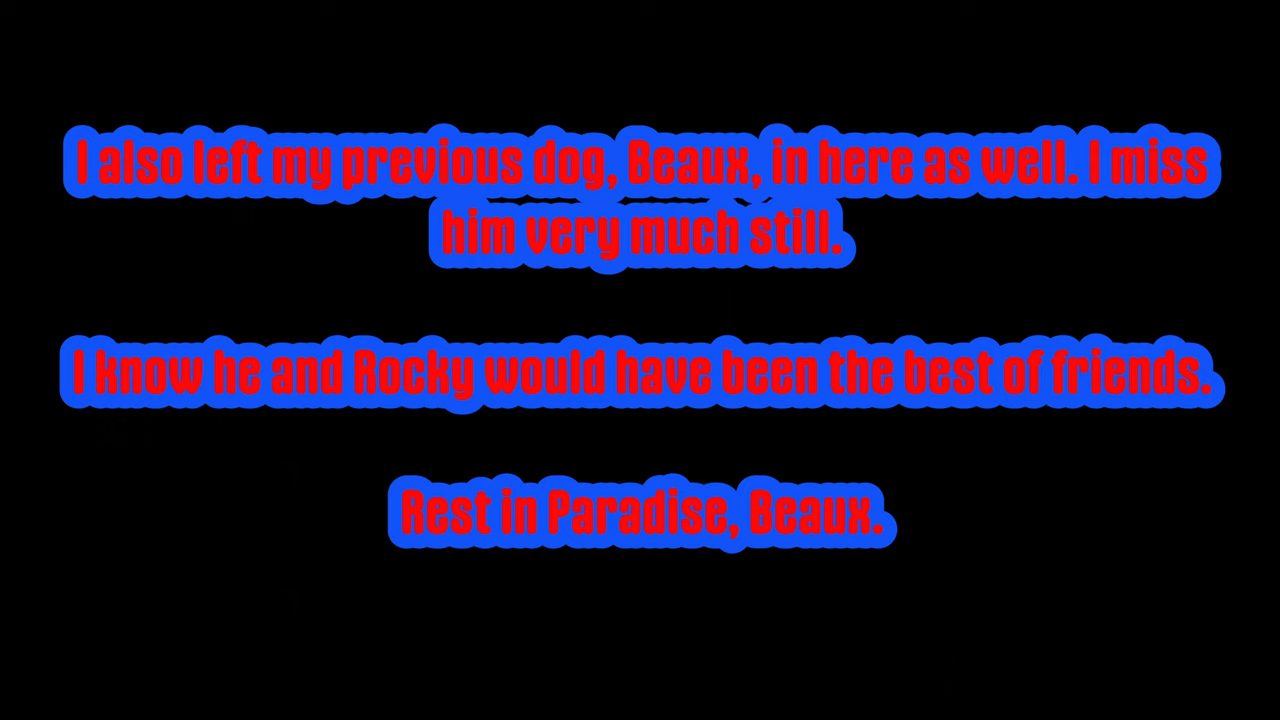 I also left my previous dog, Beaux, in here as well. I miss
him very much still.
I know he and Rocky would have been the best of friends.
Rest in Paradise, Beaux.